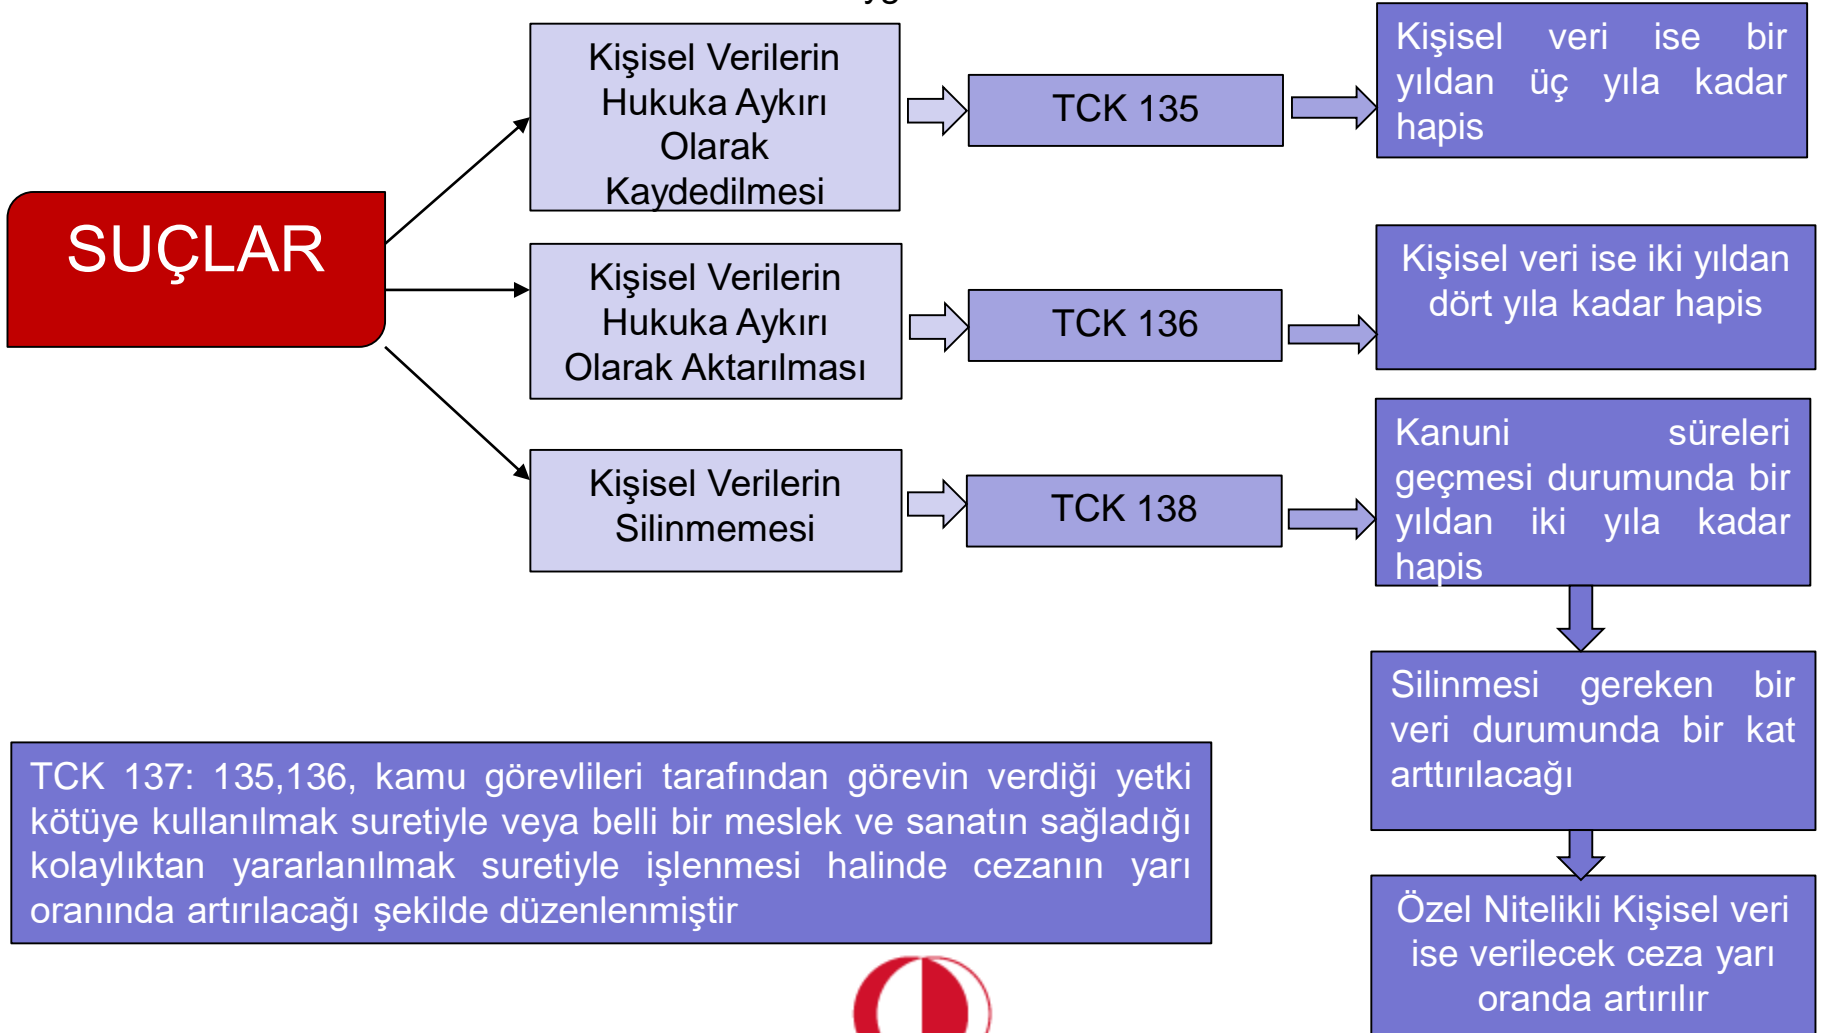 Kişisel Verilerin
Hukuka Aykırı
Olarak
Kaydedilmesi
TCK 135
Kişisel veri ise bir
yıldan üç yıla kadar
hapis
SUÇLAR
Kişisel Verilerin
Hukuka Aykırı
Olarak Aktarılması
TCK 136
Kişisel veri ise iki yıldan
dört yıla kadar hapis
Kişisel Verilerin
Silinmemesi
TCK 138
Kanuni süreleri
geçmesi durumunda bir
yıldan iki yıla kadar
hapis
Silinmesi gereken bir
veri durumunda bir kat
arttırılacağı
TCK 137: 135,136, kamu görevlileri tarafından görevin verdiği yetki
kötüye kullanılmak suretiyle veya belli bir meslek ve sanatın sağladığı
kolaylıktan yararlanılmak suretiyle işlenmesi halinde cezanın yarı
oranında artırılacağı şekilde düzenlenmiştir
Özel Nitelikli Kişisel veri
ise verilecek ceza yarı
oranda artırılır